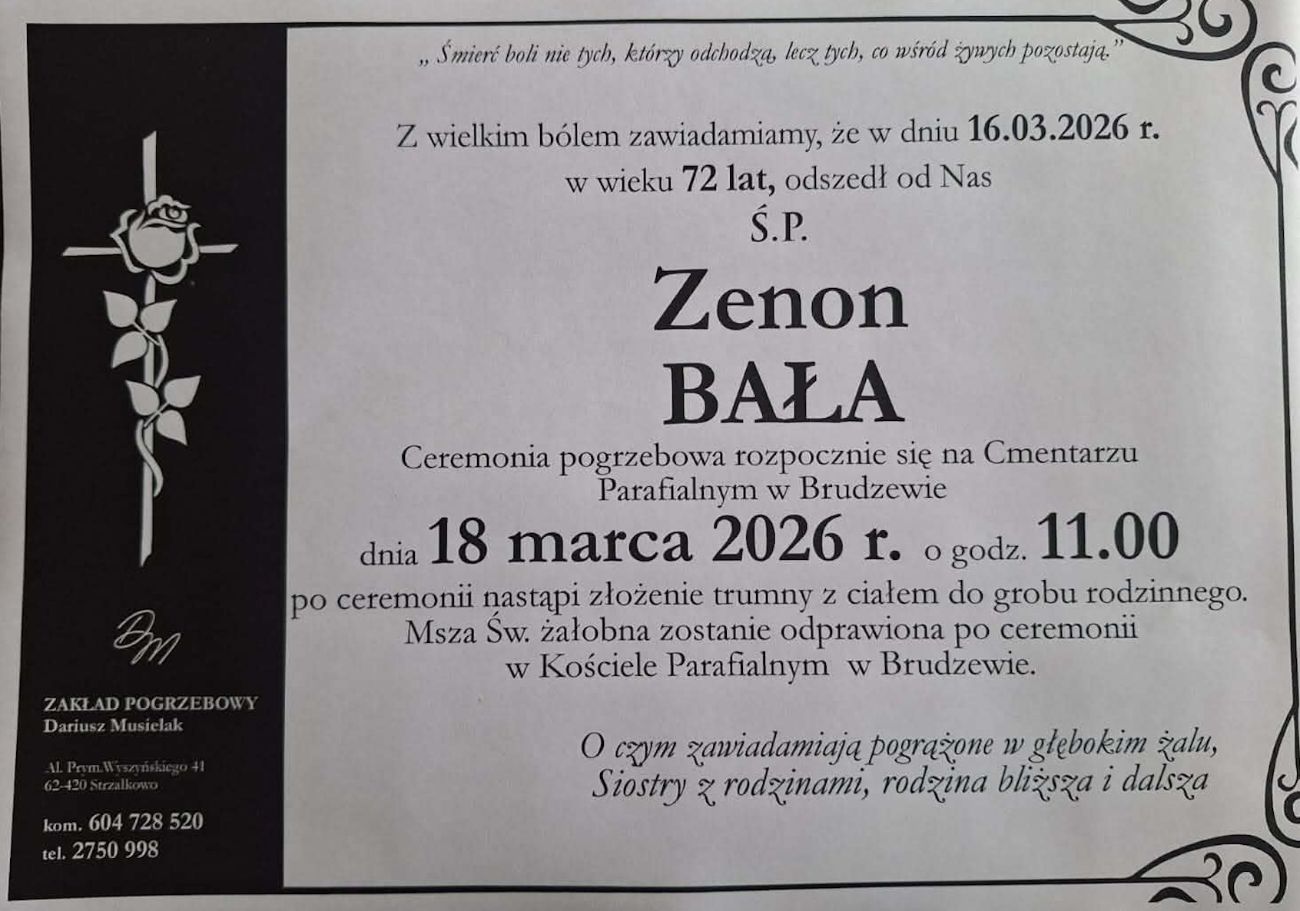 „ Śmierć boli nie tych, którzy odchodzą, lecz tych, co wśród żywych pozostają.”
Z wielkim bólem zawiadamiamy, że w dniu 16.03.2026 r.
w wieku 72 lat, odszedł od Nas
Ś.P.
Zenon
BAŁA
Ceremonia pogrzebowa rozpocznie się na Cmentarzu
Parafialnym w Brudzewie
dnia 18 marca 2026 r. o godz. 11.00
po ceremonii nastąpi złożenie trumny z ciałem do grobu rodzinnego.
Msza Św. żałobna zostanie odprawiona po ceremonii
w Kościele Parafialnym w Brudzewie.
O czym zawiadamiają pogrążone w głębokim żalu,
Siostry z rodzinami, rodzina bliższa i dalsza
DM
ZAKŁAD POGRZEBOWY
Dariusz Musielak
Al. Prym.Wyszyńskiego 41
62-420 Strzałkowo
kom. 604 728 520
tel. 2750 998